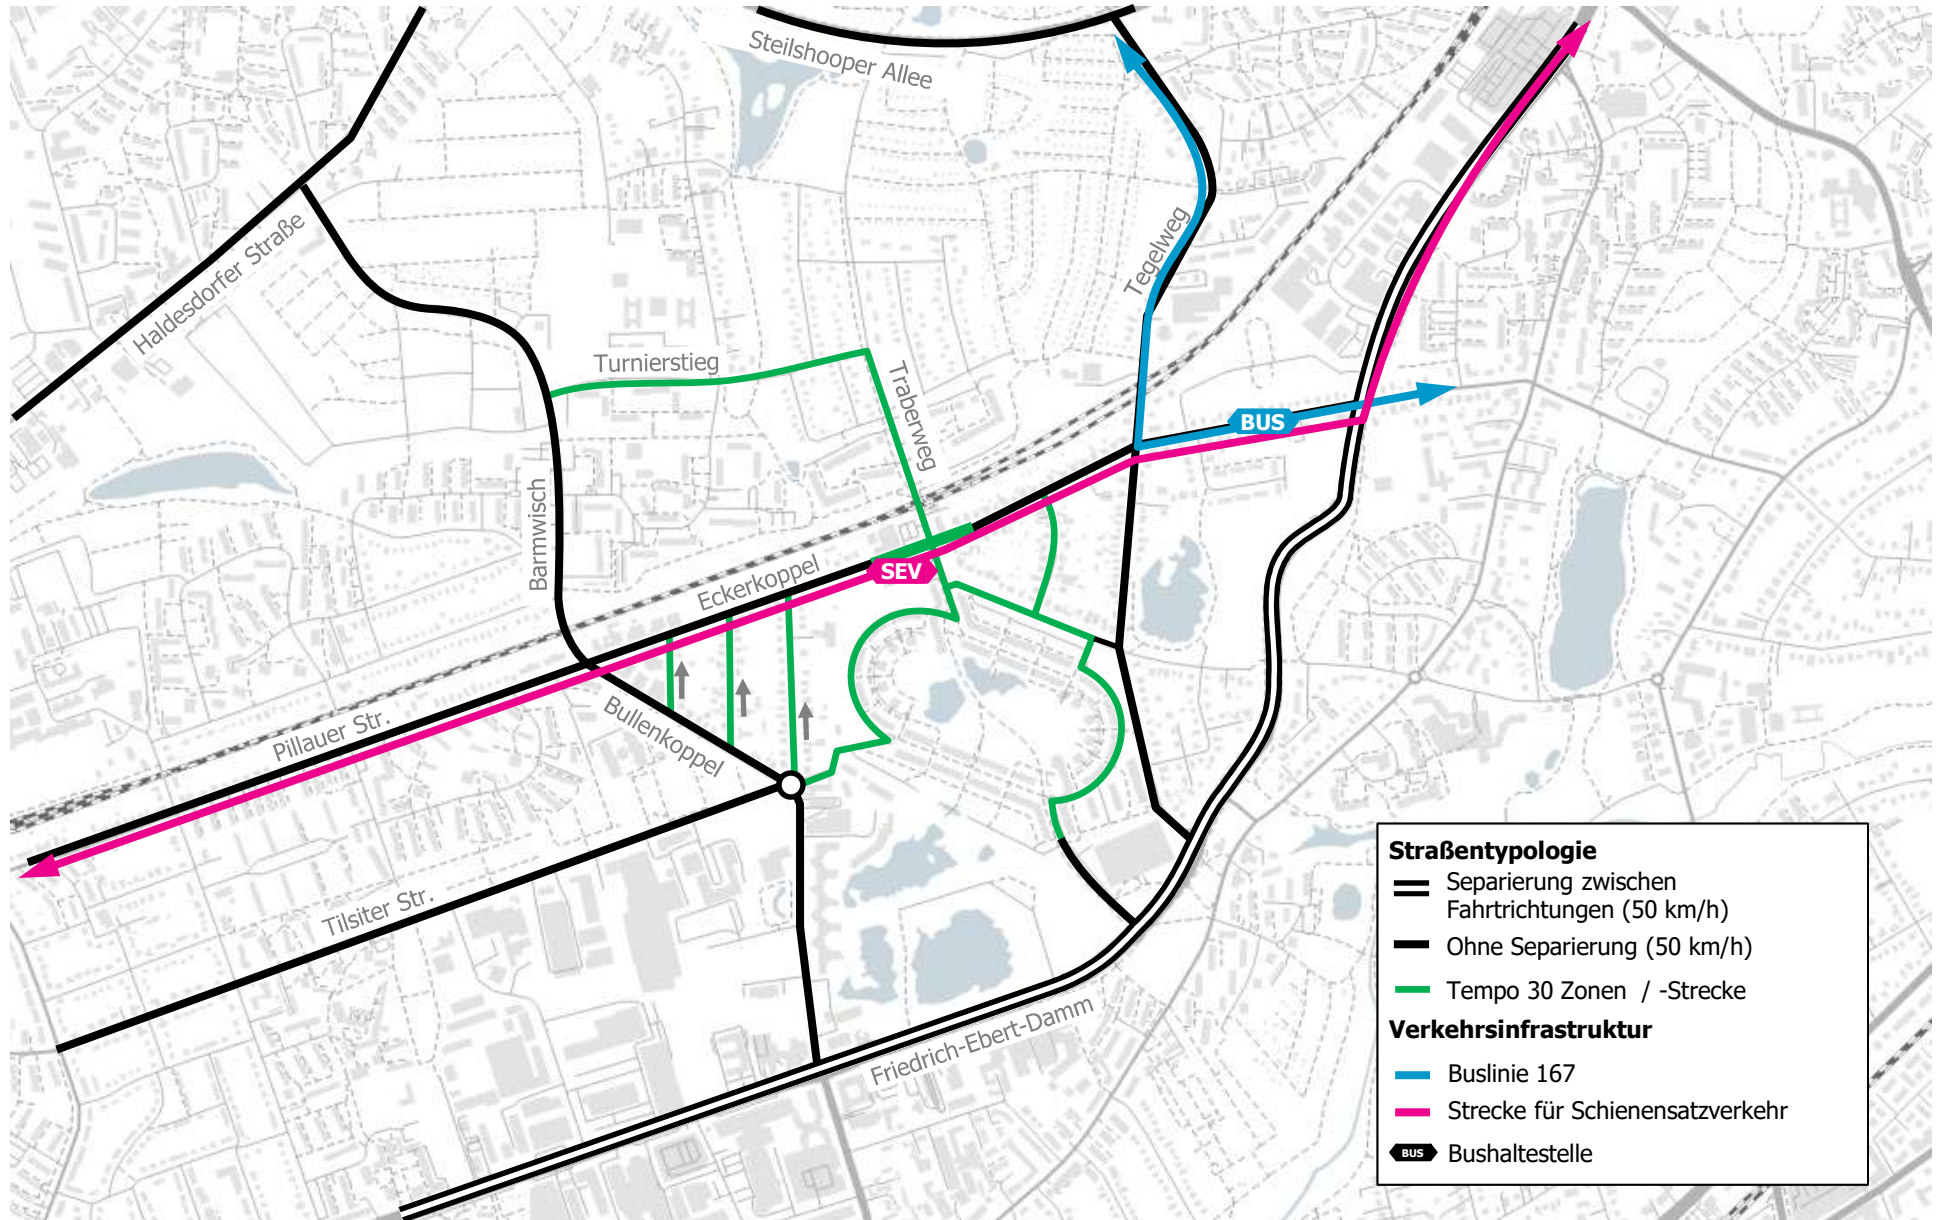 Steilshooper Allee
Haldesdorfer Straße
Tegelweg
Turnierstieg
Traberweg
BUS
Barmwisch
Eckerkoppel
SEV
Pillauer Str.
Bullenkoppel
Tilsiter Str.
Friedrich-Ebert-Damm
Straßentypologie
Separierung zwischen
Fahrtrichtungen (50 km/h)
Ohne Separierung (50 km/h)
Tempo 30 Zonen / -Strecke
Verkehrsinfrastruktur
Buslinie 167
Strecke für Schienensatzverkehr
BUS Bushaltestelle